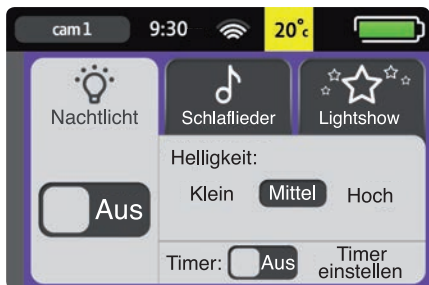 cam1 9:30 20°c
Nachtlicht Schlaflieder Lightshow
Helligkeit:
Aus Klein Mittel Hoch
Timer: Aus Timer einstellen